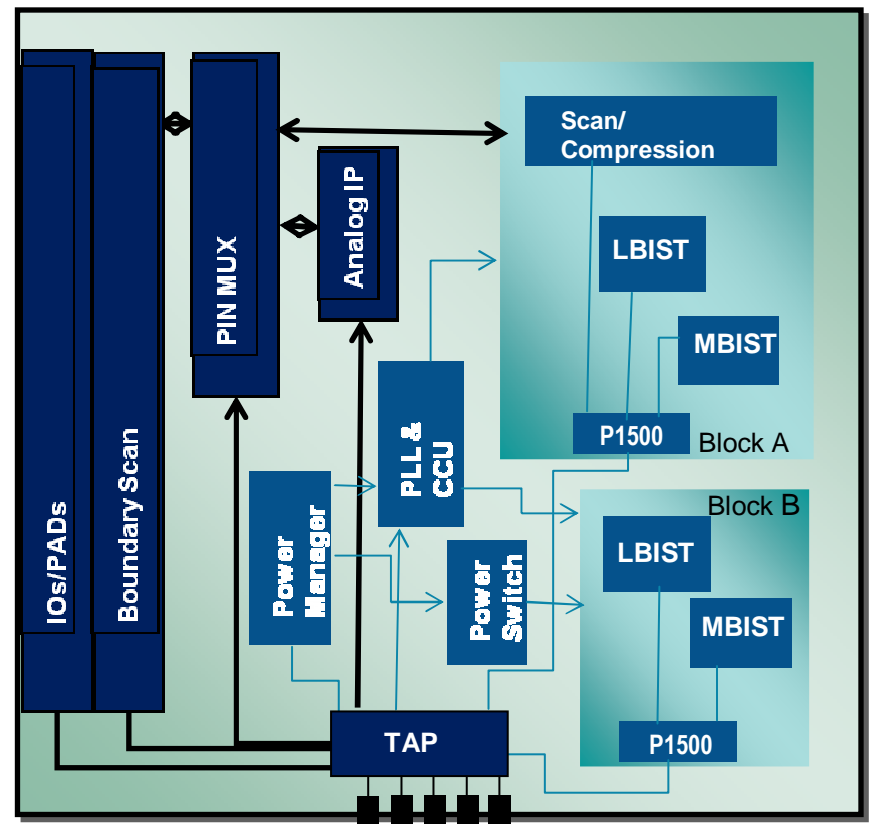 IOs/PADs
Boundary Scan
PIN MUX
Analog IP
Scan/
Compression
LBIST
MBIST
P1500
Block A
PLL &
CCU
Power
Manager
Power
Switch
Block B
LBIST
MBIST
P1500
TAP